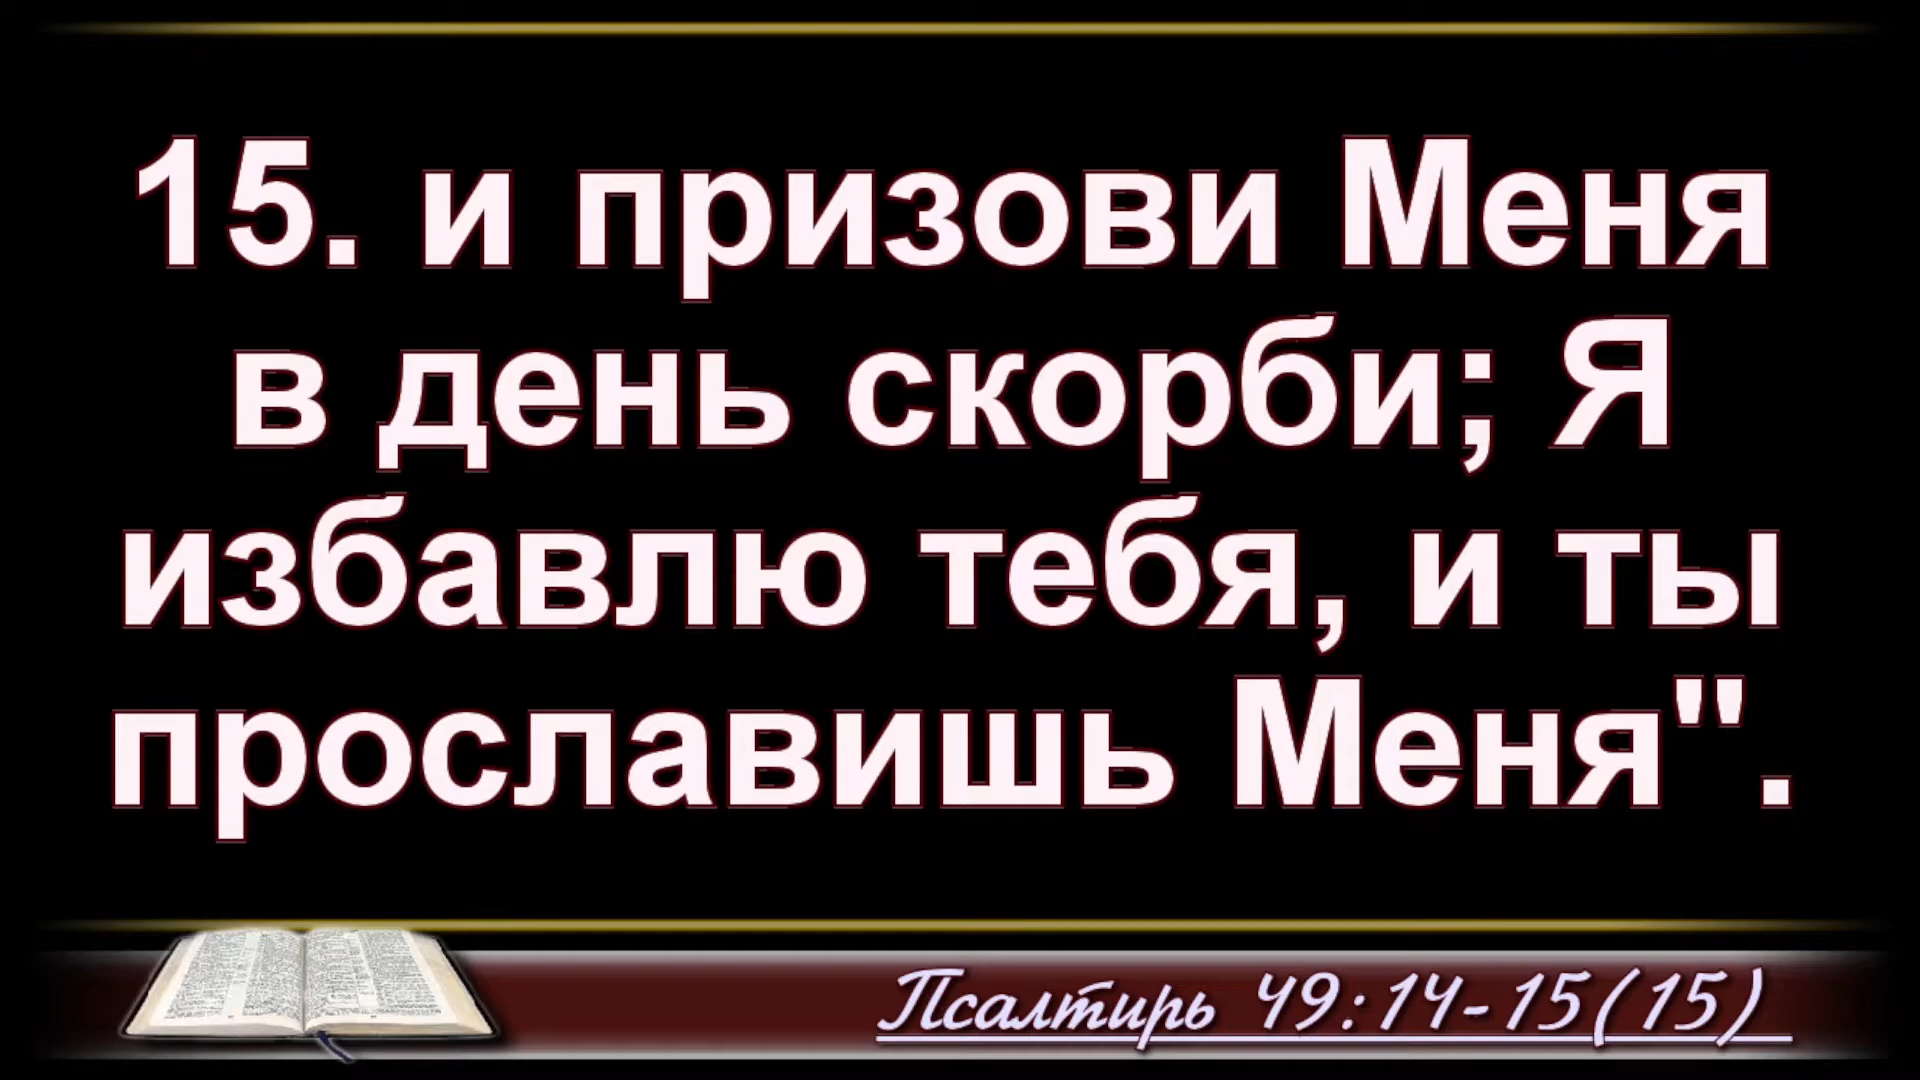 15. и призови Меня
в день скорби; Я
избавлю тебя, и ты
прославишь Меня".
Псалтирь 49:14-15(15)